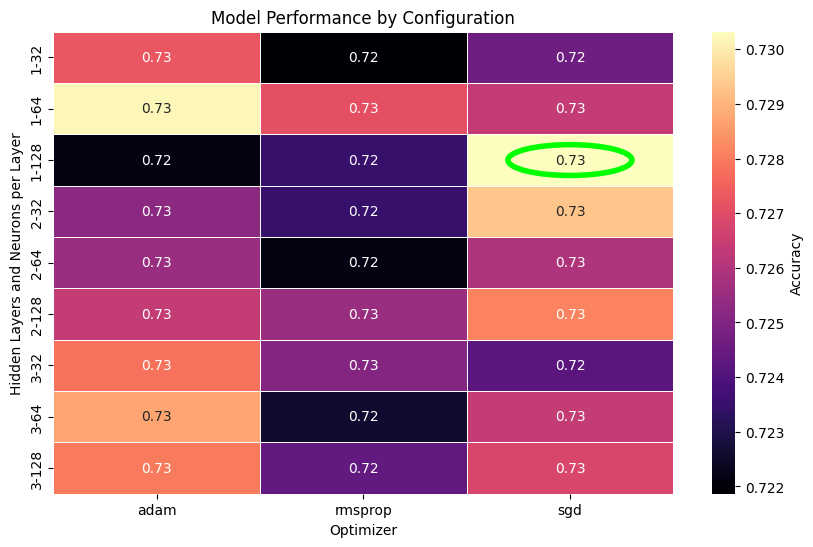 Model Performance by Configuration
Hidden Layers and Neurons per Layer
1-32 0.73 0.72 0.72
1-64 0.73 0.73 0.73
1-128 0.72 0.72 0.73
2-32 0.73 0.72 0.73
2-64 0.73 0.72 0.73
2-128 0.73 0.73 0.73
3-32 0.73 0.73 0.72
3-64 0.73 0.72 0.73
3-128 0.73 0.72 0.73
adam rmsprop sgd
Optimizer
0.730
0.729
0.728
0.727
0.726
0.725
0.724
0.723
0.722
Accuracy